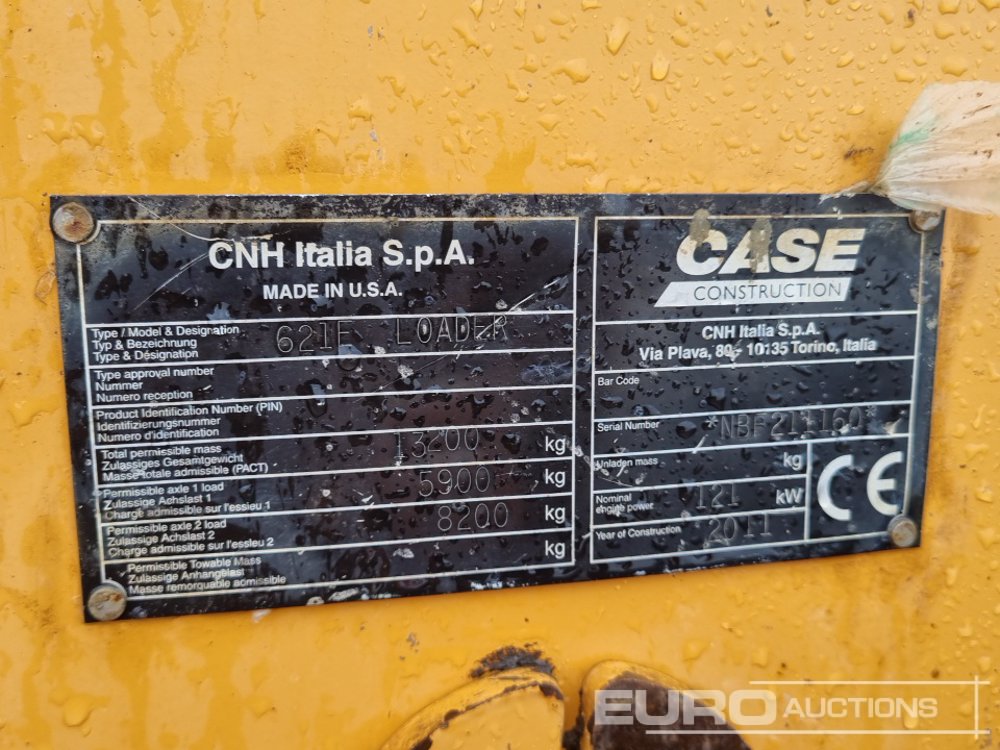 CNH Italia S.p.A.
MADE IN U.S.A.
Type / Model & Designation
Typ & Bezeichnung
Type & Désignation
621E LOADER
Type approval number
Nummer
Numero reception
Product Identification Number (PIN)
Identifizierungsnummer
Numero d'identification
Total permissible mass
Zulassiges Gesamtgewicht
Masse totale admissible (PACT)
13200 kg
Permissible axle 1 load
Zulassige Achslast 1
Charge admissible sur l'essieu 1
5900 kg
Permissible axle 2 load
Zulässige Achslast 2
Charge admissible sur l'essleu 2
8200 kg
Permissible Towable Mass
Zulassige Anhangelast
Masse remorquable admissible
kg
CASE
CONSTRUCTION
CNH Italia S.p.A.
Via Plava, 80 - 10135 Torino, Italia
Bar Code
Serial Number *NBF211160*
Unladen mass kg
Nominal
engine power 121 kW
Year of Construction 2011
CE
EURO AUCTIONS